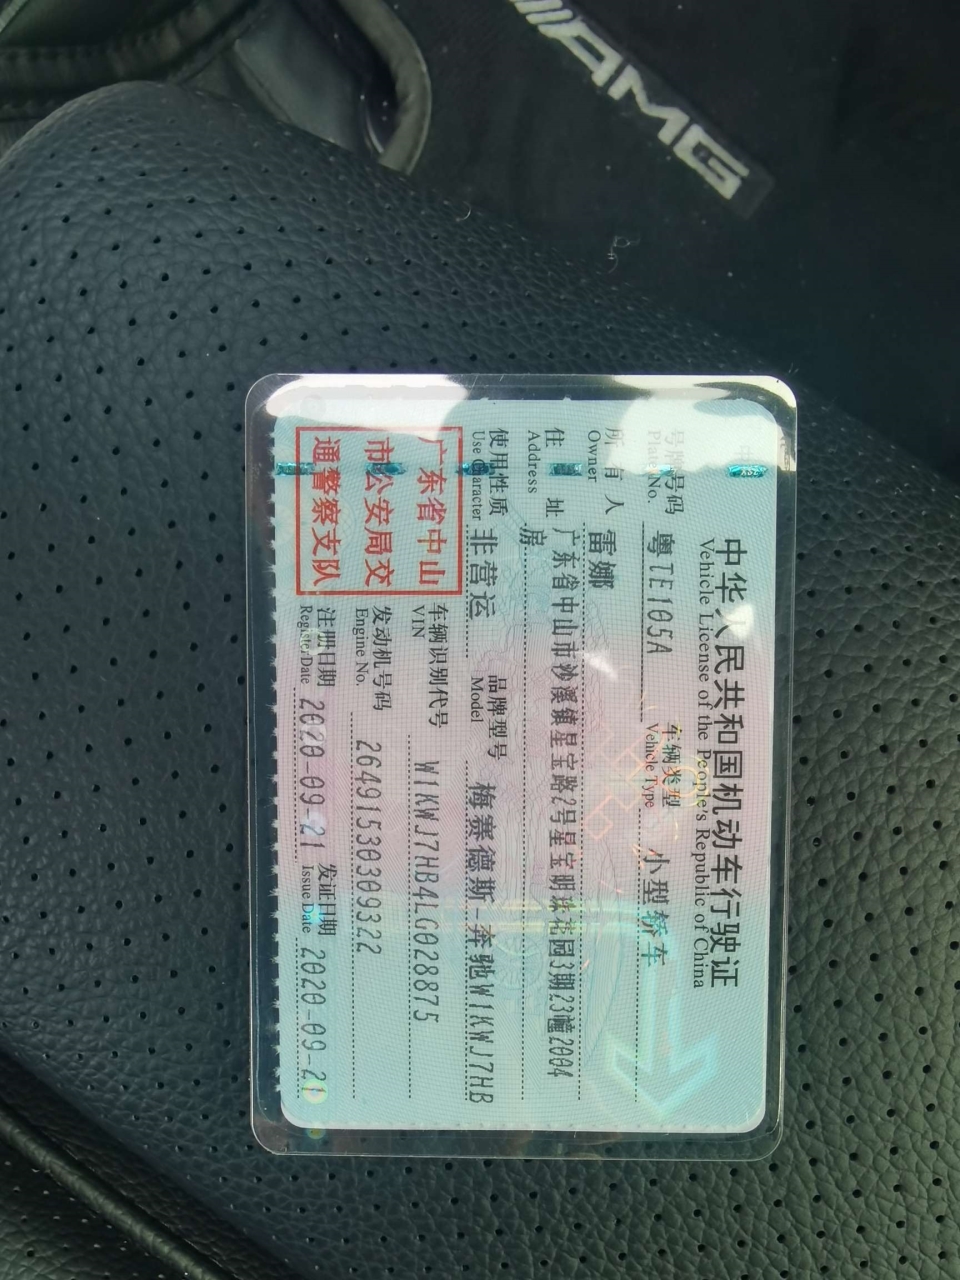 AMG
中华人民共和国机动车行驶证
Vehicle License of the People's Republic of China
号牌号码 粤TE105A 车辆类型 小型轿车
Plate No. Vehicle Type
所有人 雷娜
Owner
住址 广东省中山市沙溪镇星宝路2号星宝明珠花园3期23幢2004
Address 房
使用性质 非营运 品牌型号 梅赛德斯-奔驰W1KWJ7HB
Use Character Model
广东省中山
市公安局交
通警察支队
车辆识别代号 W1KWJ7HB4LG028875
VIN
发动机号码 26491530309322
Engine No.
注册日期 2020-09-21 发证日期 2020-09-21
Register Date Issue Date